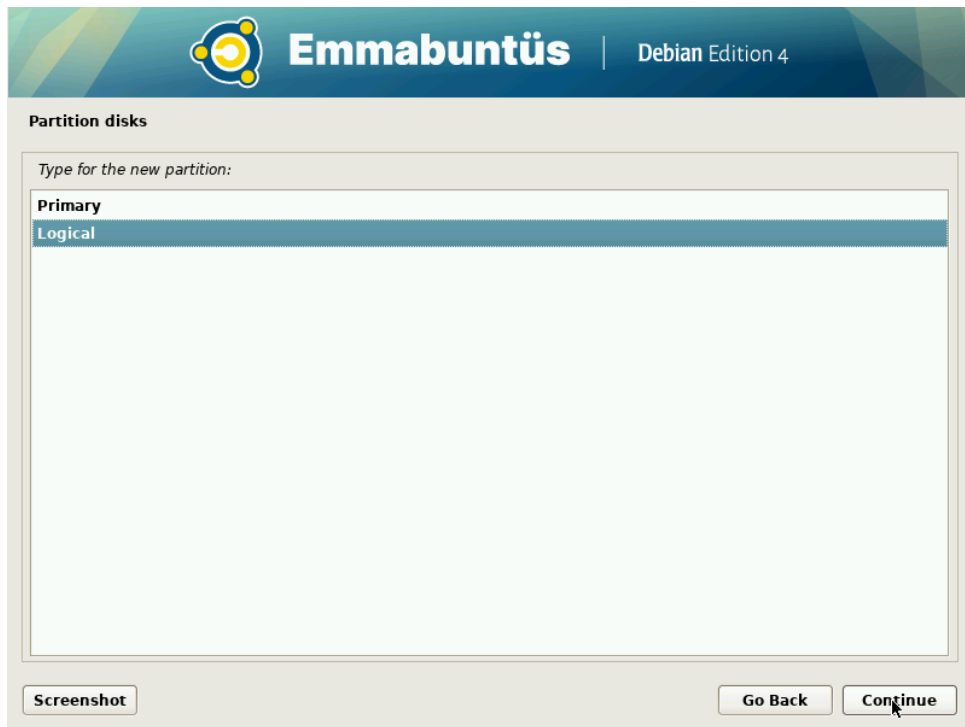 Emmabuntüs | Debian Edition 4
Partition disks
Type for the new partition:
Primary
Logical
Screenshot Go Back Continue